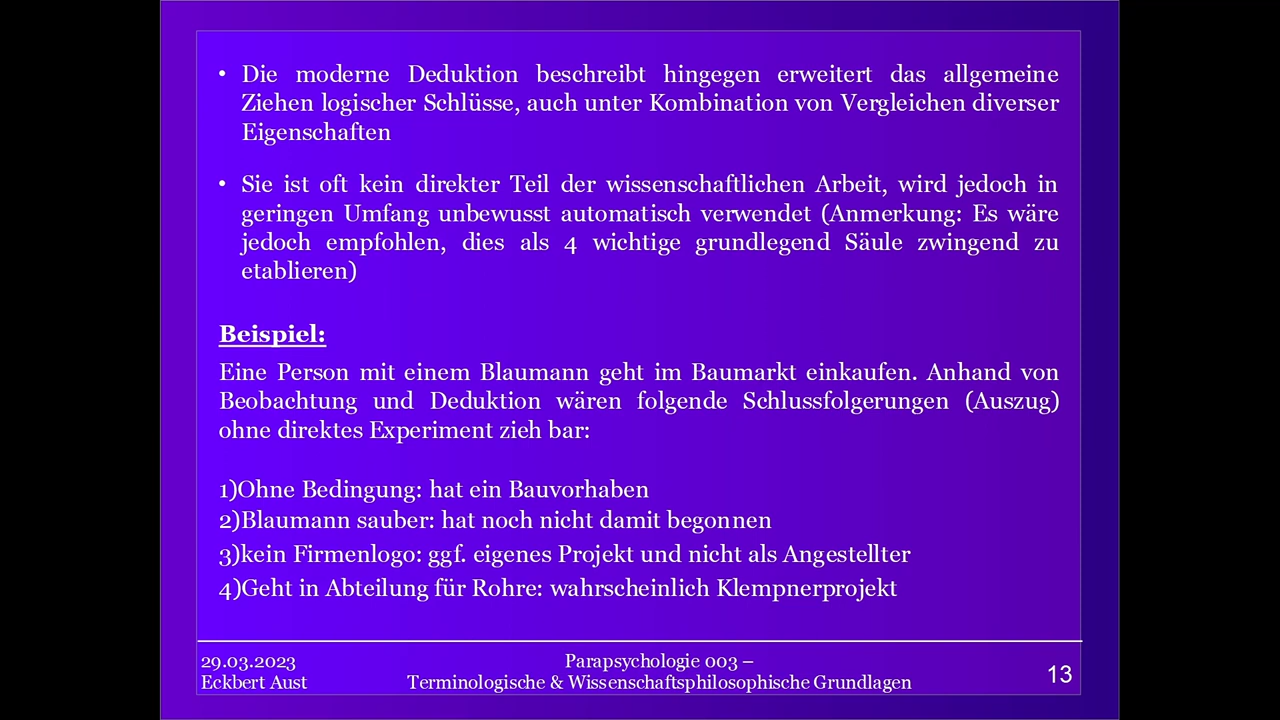 • Die moderne Deduktion beschreibt hingegen erweitert das allgemeine
Ziehen logischer Schlüsse, auch unter Kombination von Vergleichen diverser
Eigenschaften
• Sie ist oft kein direkter Teil der wissenschaftlichen Arbeit, wird jedoch in
geringen Umfang unbewusst automatisch verwendet (Anmerkung: Es wäre
jedoch empfohlen, dies als 4 wichtige grundlegend Säule zwingend zu
etablieren)
Beispiel:
Eine Person mit einem Blaumann geht im Baumarkt einkaufen. Anhand von
Beobachtung und Deduktion wären folgende Schlussfolgerungen (Auszug)
ohne direktes Experiment zieh bar:
1)Ohne Bedingung: hat ein Bauvorhaben
2)Blaumann sauber: hat noch nicht damit begonnen
3)kein Firmenlogo: ggf. eigenes Projekt und nicht als Angestellter
4)Geht in Abteilung für Rohre: wahrscheinlich Klempnerprojekt
29.03.2023
Eckbert Aust
Parapsychologie 003 –
Terminologische & Wissenschaftsphilosophische Grundlagen
13